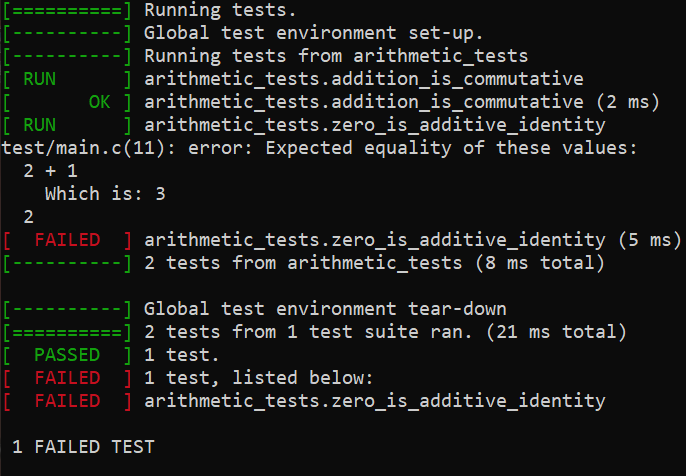 [==========] Running tests.
[----------] Global test environment set-up.
[----------] Running tests from arithmetic_tests
[ RUN      ] arithmetic_tests.addition_is_commutative
[       OK ] arithmetic_tests.addition_is_commutative (2 ms)
[ RUN      ] arithmetic_tests.zero_is_additive_identity
test/main.c(11): error: Expected equality of these values:
  2 + 1
    Which is: 3
  2
[  FAILED  ] arithmetic_tests.zero_is_additive_identity (5 ms)
[----------] 2 tests from arithmetic_tests (8 ms total)

[----------] Global test environment tear-down
[==========] 2 tests from 1 test suite ran. (21 ms total)
[  PASSED  ] 1 test.
[  FAILED  ] 1 test, listed below:
[  FAILED  ] arithmetic_tests.zero_is_additive_identity

 1 FAILED TEST